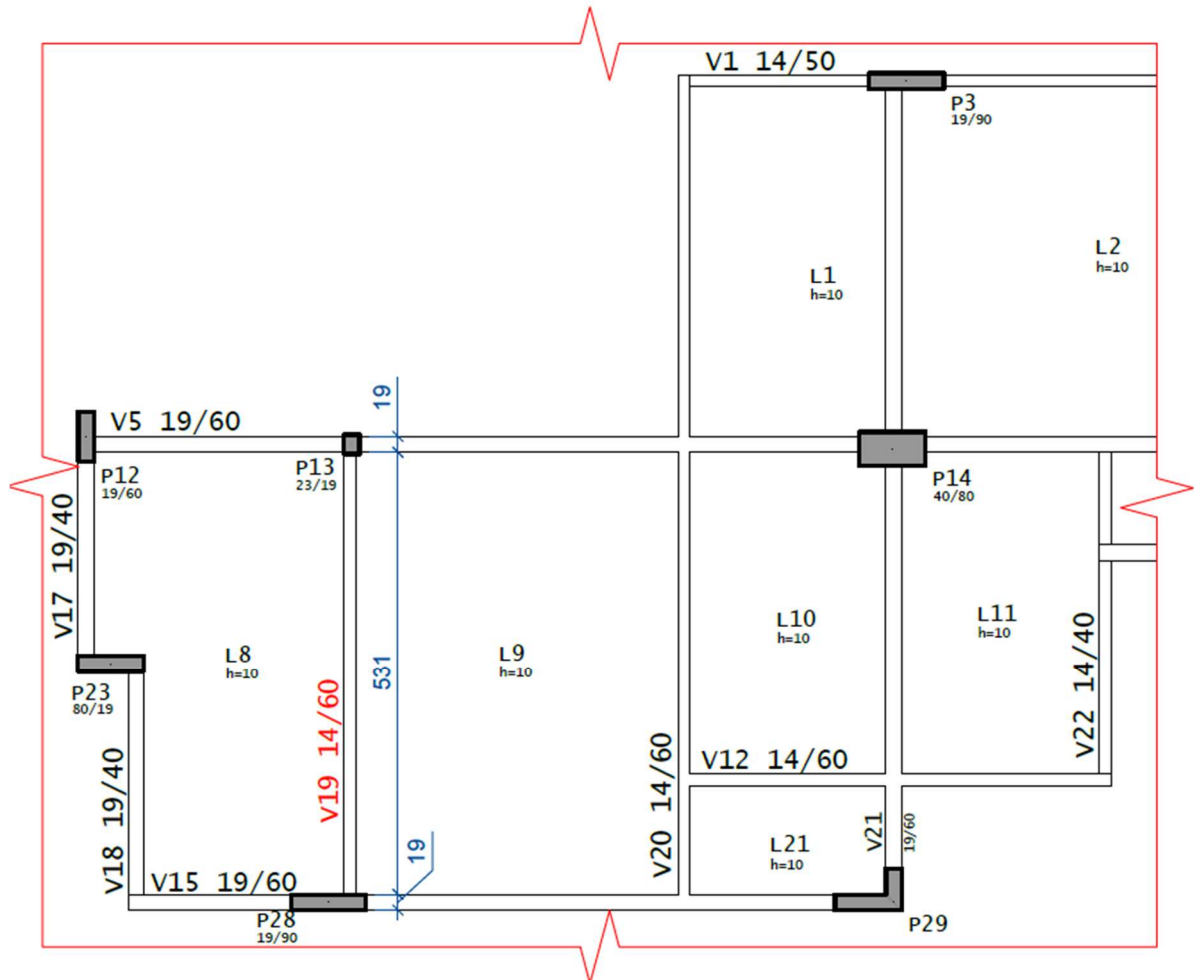 V1 14/50
P3
19/90
L2
h=10
L1
h=10
19
V5 19/60
P12
19/60
P13
23/19
P14
40/80
V17 19/40
L8
h=10
L9
h=10
531
L10
h=10
L11
h=10
P23
80/19
V19 14/60
V22 14/40
V12 14/60
V18 19/40
V20 14/60
V21
19/60
19
L21
h=10
V15 19/60
P28
19/90
P29